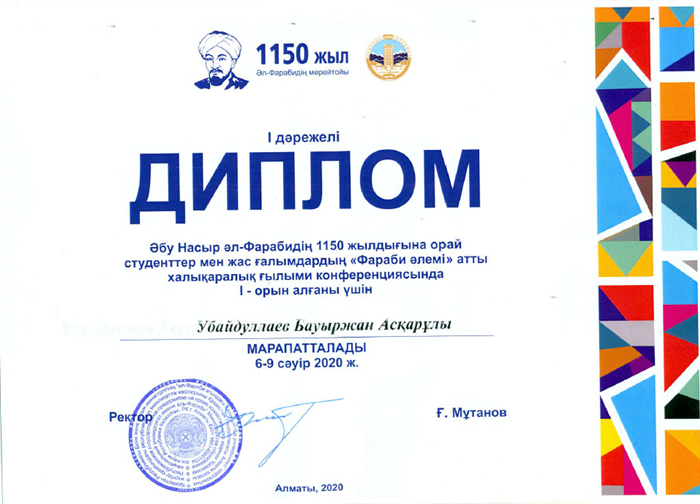 1150 жыл
Әл-Фарабидің мерейтойы
І дәрежелі
ДИПЛОМ
Әбу Насыр әл-Фарабидің 1150 жылдығына орай
студенттер мен жас ғалымдардың «Фараби әлемі» атты
халықаралық ғылыми конференциясында
І - орын алғаны үшін
Убайдуллаев Бауыржан Асқарұлы
МАРАПАТТАЛАДЫ
6-9 сәуір 2020 ж.
Ректор
Ғ. Мұтанов
Алматы, 2020